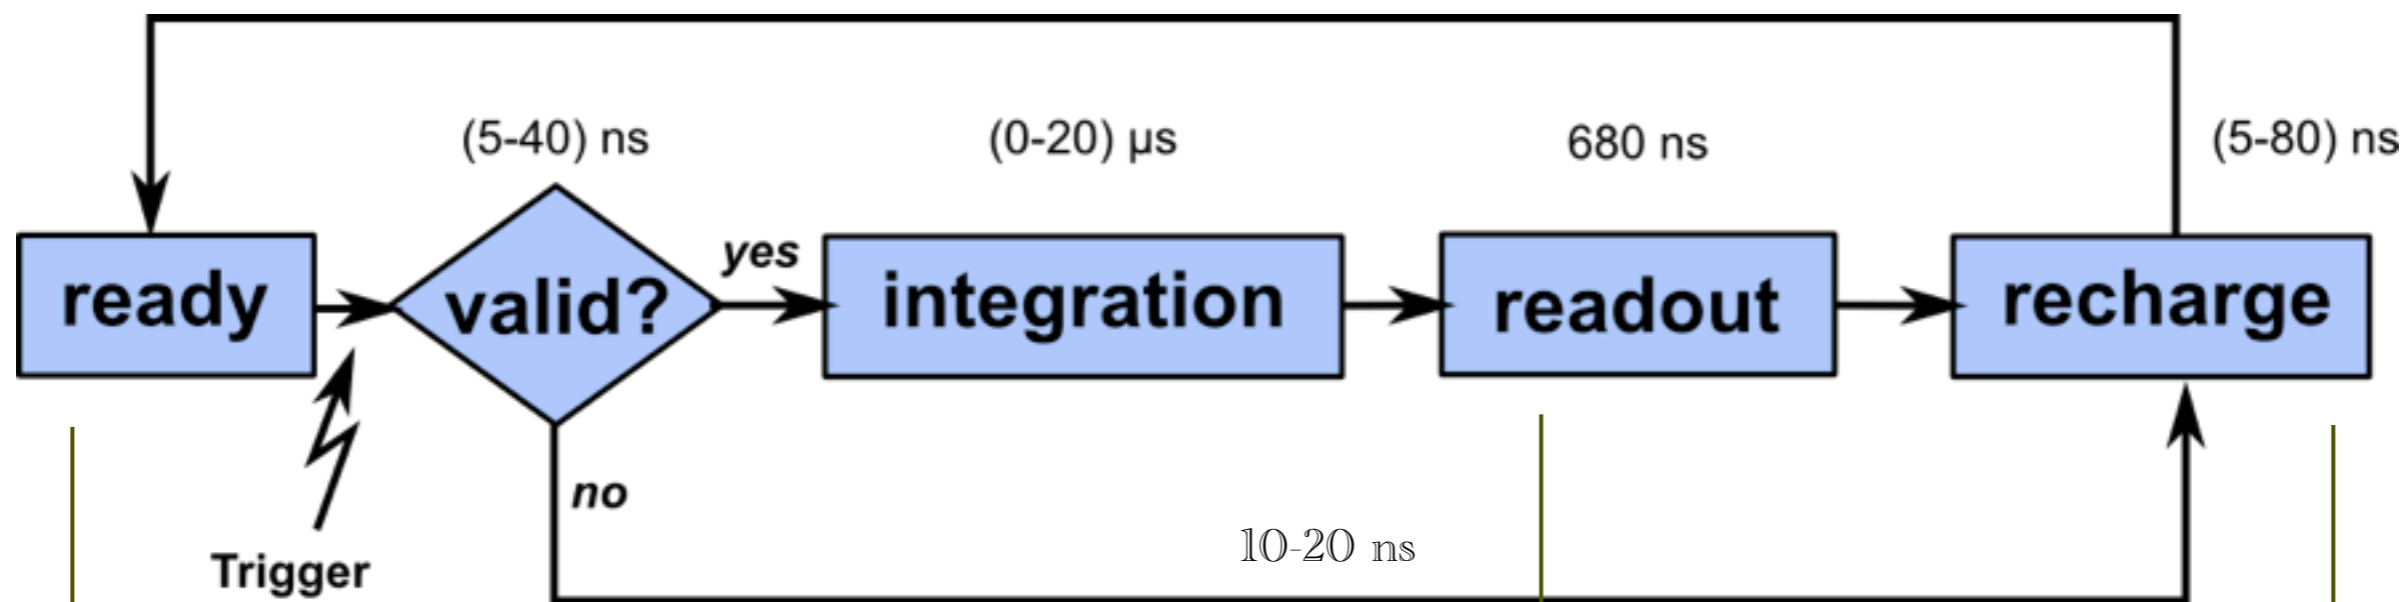 (5-40) ns
(0-20) µs
680 ns
(5-80) ns
ready
valid?
yes
integration
readout
recharge
no
10-20 ns
Trigger